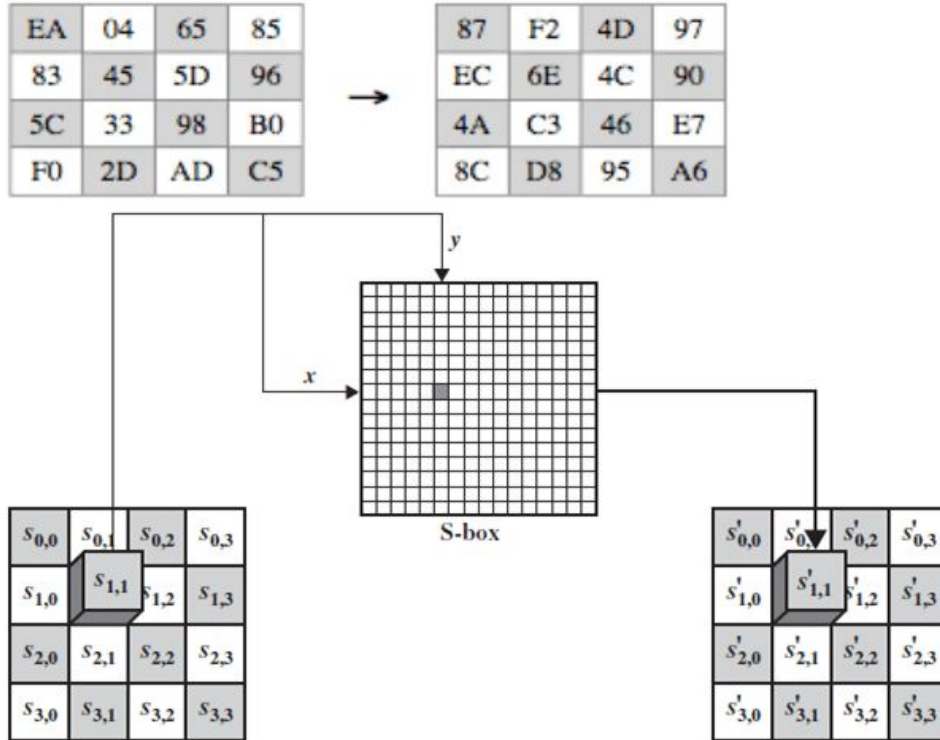 EA 04 65 85 87 F2 4D 97
83 45 5D 96 EC 6E 4C 90
→
5C 33 98 B0 4A C3 46 E7
F0 2D AD C5 8C D8 95 A6
y
x
S-box
s0,0 s0,1 s0,2 s0,3 s'0,0 s'0, s'0,2 s'0,3
s1,0 s1,1 s1,2 s1,3 s'1,0 s'1,1 s'1,2 s'1,3
s2,0 s2,1 s2,2 s2,3 s'2,0 s'2,1 s'2,2 s'2,3
s3,0 s3,1 s3,2 s3,3 s'3,0 s'3,1 s'3,2 s'3,3